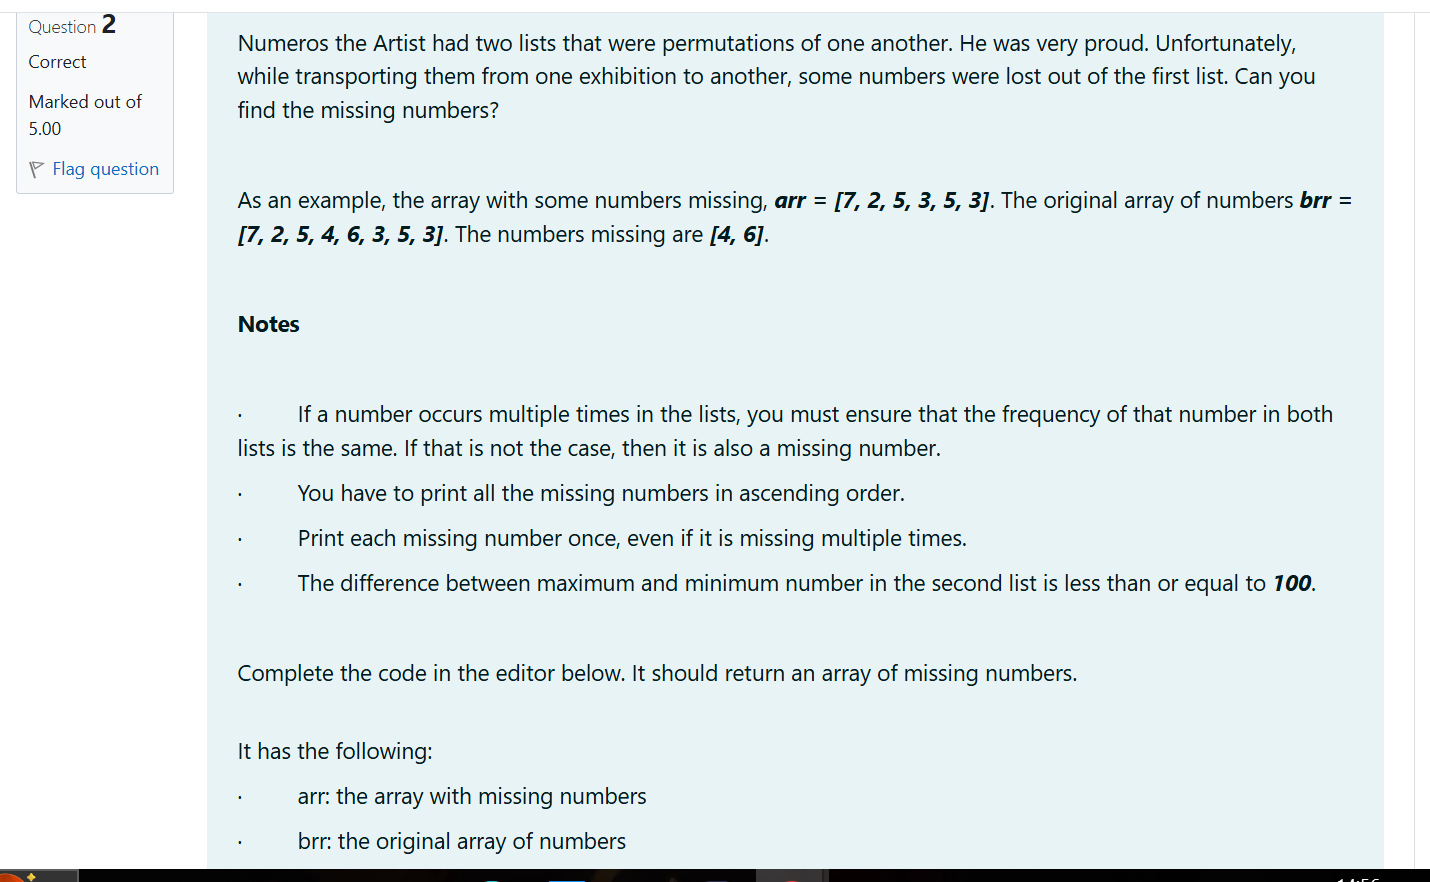 Question 2
Correct
Marked out of
5.00
Flag question
Numeros the Artist had two lists that were permutations of one another. He was very proud. Unfortunately,
while transporting them from one exhibition to another, some numbers were lost out of the first list. Can you
find the missing numbers?
As an example, the array with some numbers missing, arr = [7, 2, 5, 3, 5, 3]. The original array of numbers brr =
[7, 2, 5, 4, 6, 3, 5, 3]. The numbers missing are [4, 6].
Notes
· If a number occurs multiple times in the lists, you must ensure that the frequency of that number in both
lists is the same. If that is not the case, then it is also a missing number.
· You have to print all the missing numbers in ascending order.
· Print each missing number once, even if it is missing multiple times.
· The difference between maximum and minimum number in the second list is less than or equal to 100.
Complete the code in the editor below. It should return an array of missing numbers.
It has the following:
· arr: the array with missing numbers
· brr: the original array of numbers